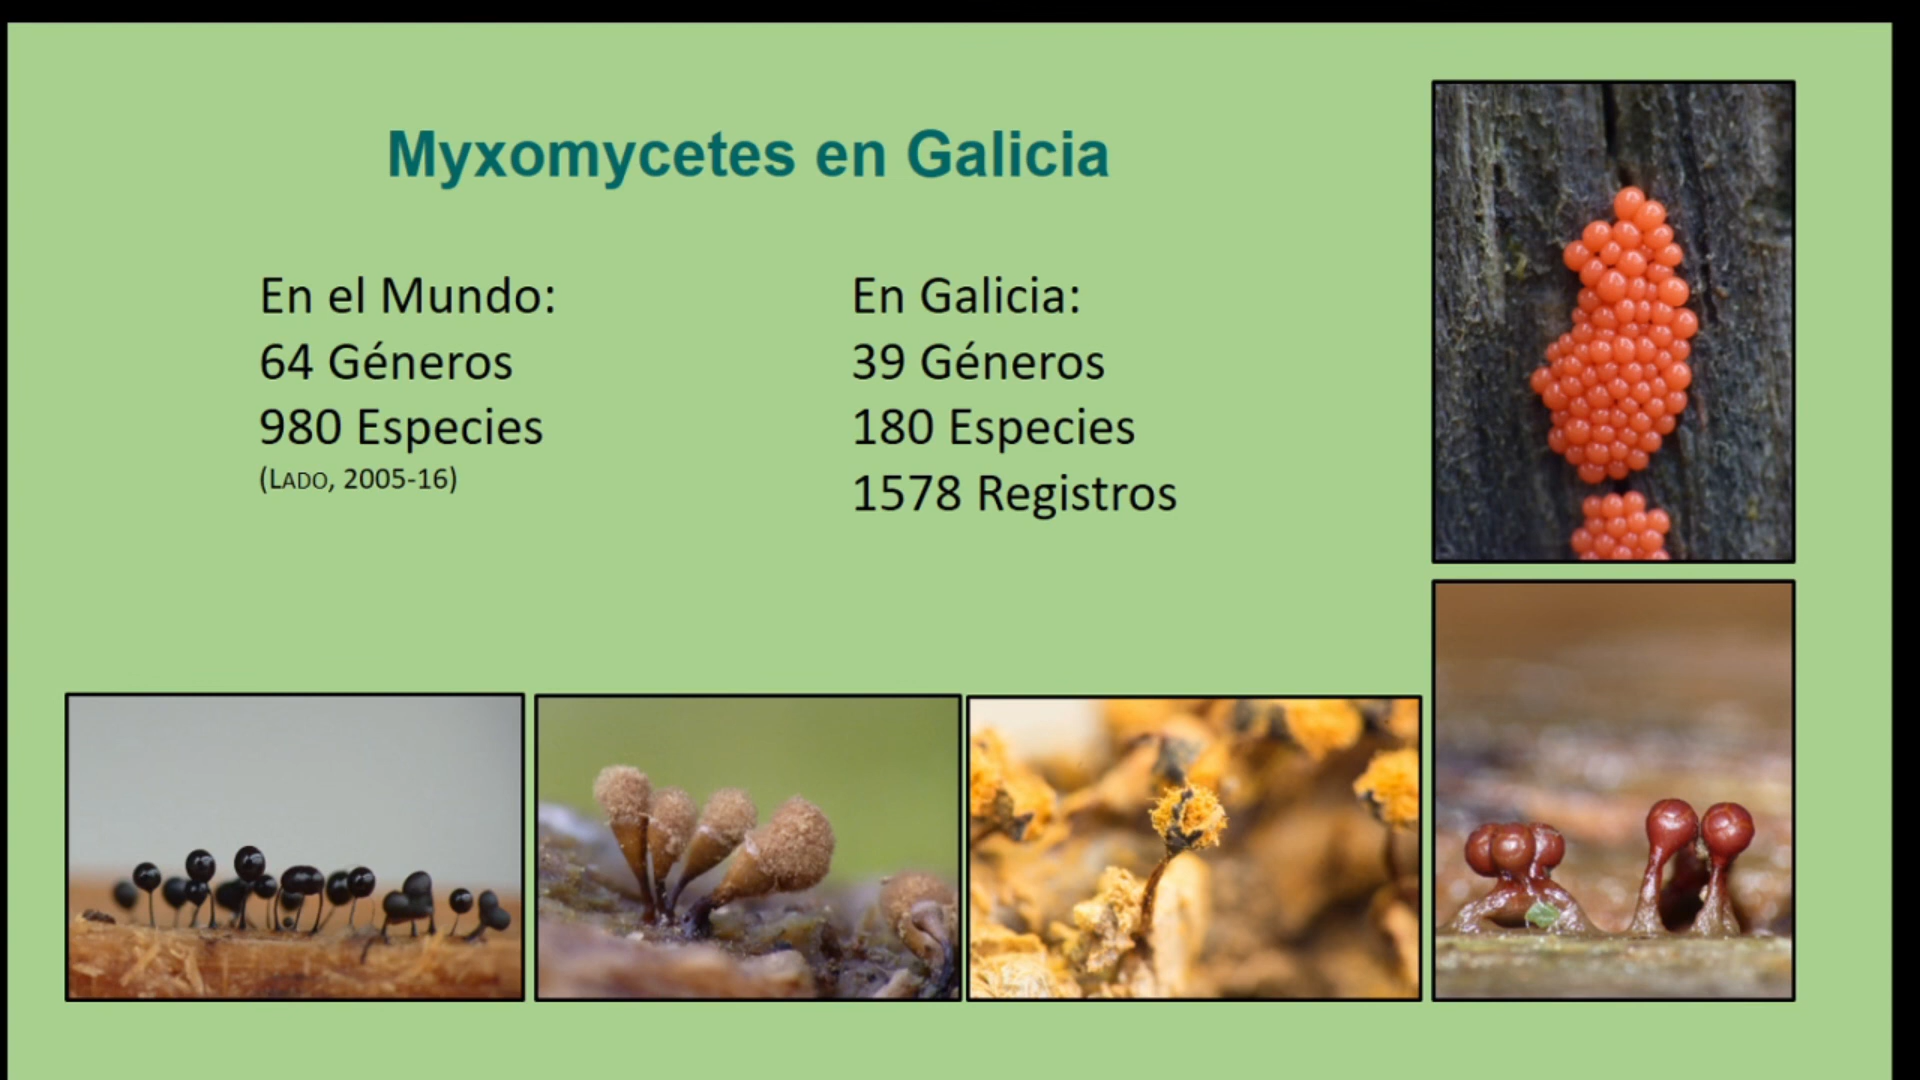 Myxomycetes en Galicia
En el Mundo:
64 Géneros
980 Especies
(LADO, 2005-16)
En Galicia:
39 Géneros
180 Especies
1578 Registros